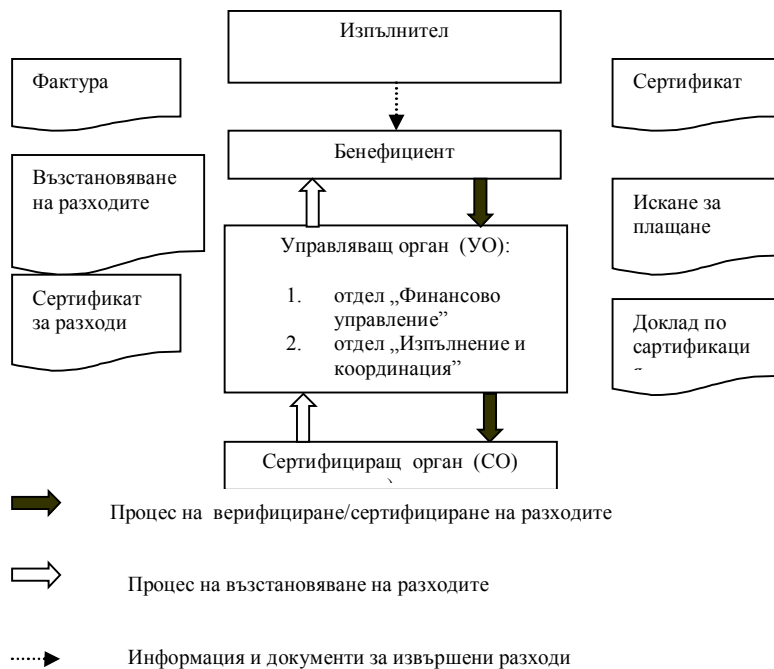 Изпълнител
Фактура
Сертификат
Бенефициент
Възстановяване
на разходите
Искане за
плащане
Управляващ орган (УО):
1. отдел „Финансово
управление”
2. отдел „Изпълнение и
координация”
Сертификат
за разходи
Доклад по
сартификаци
Сертифициращ орган (СО)
Процес на верифициране/сертифициране на разходите
Процес на възстановяване на разходите
Информация и документи за извършени разходи